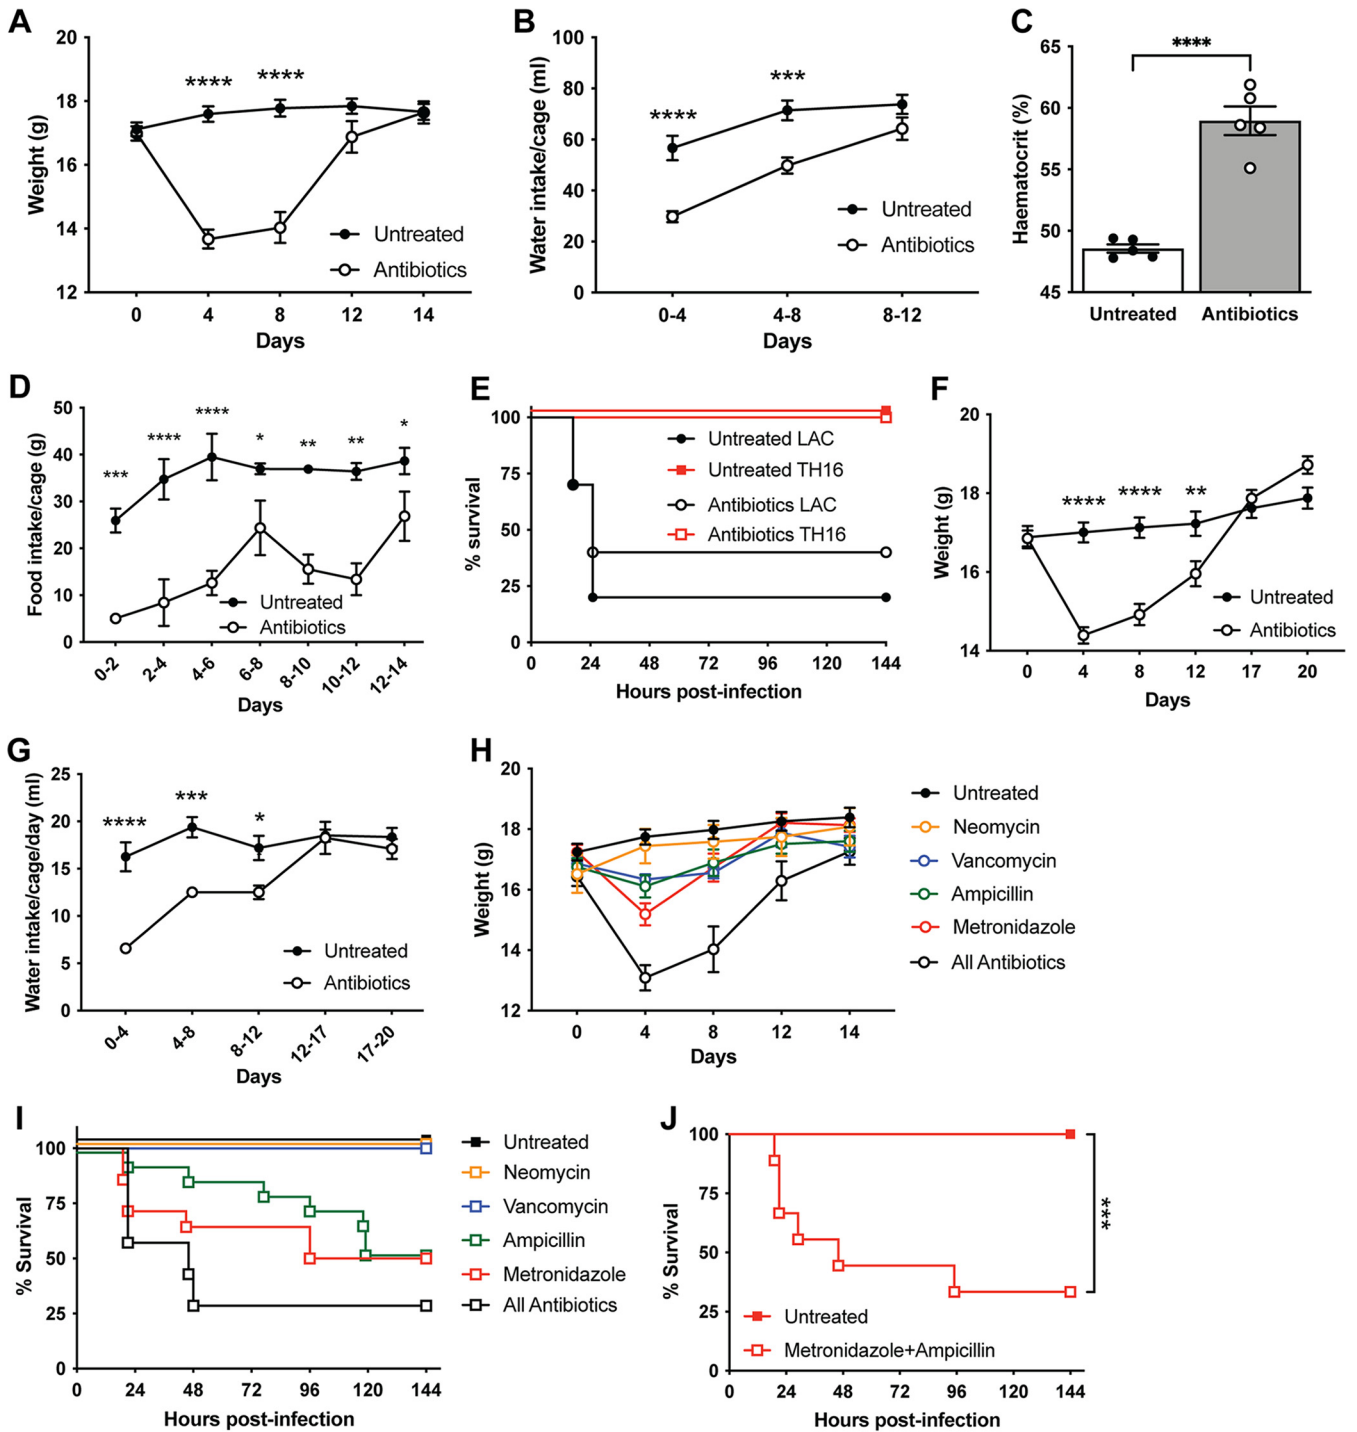 A
Weight (g)
20
18
16
14
12
****
****
Untreated
Antibiotics
0 4 8 12 14
Days
B
Water intake/cage (ml)
100
80
60
40
20
0
****
***
Untreated
Antibiotics
0-4 4-8 8-12
Days
C
Haematocrit (%)
65
60
55
50
45
****
Untreated Antibiotics
D
Food intake/cage (g)
50
40
30
20
10
0
***
****
****
*
**
**
*
Untreated
Antibiotics
0-2 2-4 4-6 6-8 8-10 10-12 12-14
Days
E
% survival
100
75
50
25
0
Untreated LAC
Untreated TH16
Antibiotics LAC
Antibiotics TH16
0 24 48 72 96 120 144
Hours post-infection
F
Weight (g)
20
18
16
14
****
****
**
Untreated
Antibiotics
0 4 8 12 17 20
Days
G
Water intake/cage/day (ml)
25
20
15
10
5
0
****
***
*
Untreated
Antibiotics
0-4 4-8 8-12 12-17 17-20
Days
H
Weight (g)
20
18
16
14
12
0 4 8 12 14
Days
Untreated
Neomycin
Vancomycin
Ampicillin
Metronidazole
All Antibiotics
I
% Survival
100
75
50
25
0
0 24 48 72 96 120 144
Hours post-infection
Untreated
Neomycin
Vancomycin
Ampicillin
Metronidazole
All Antibiotics
J
% Survival
100
75
50
25
0
***
Untreated
Metronidazole+Ampicillin
0 24 48 72 96 120 144
Hours post-infection